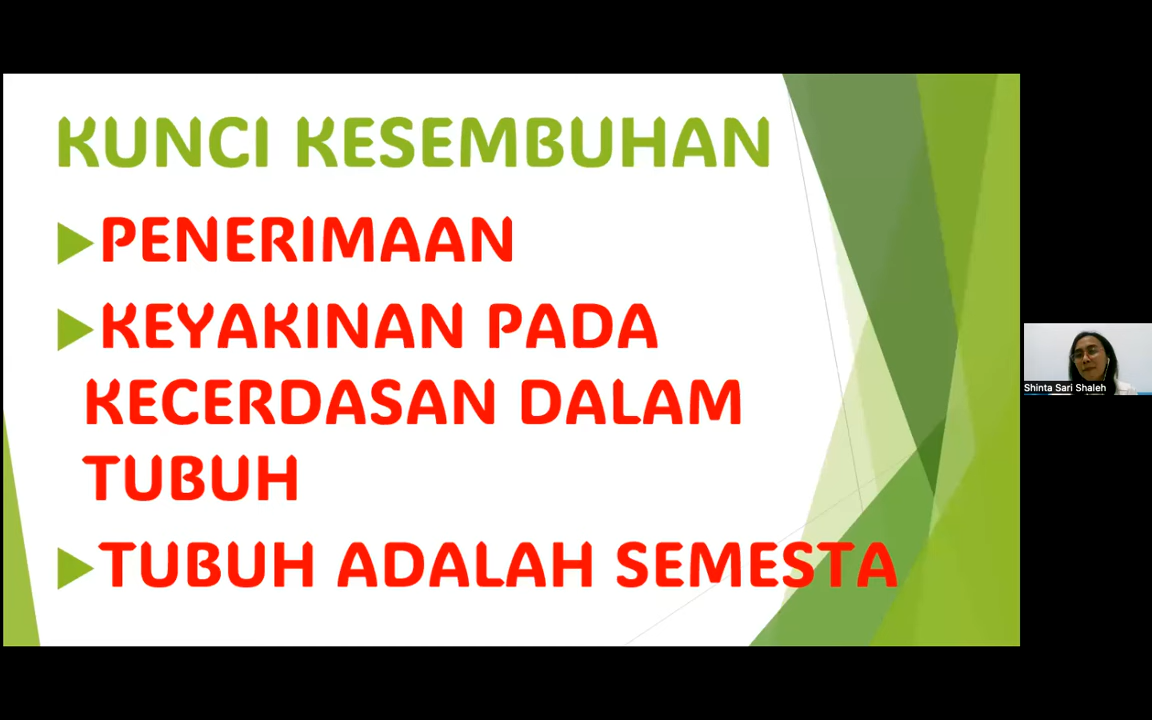 KUNCI KESEMBUHAN
PENERIMAAN
KEYAKINAN PADA
KECERDASAN DALAM
TUBUH
TUBUH ADALAH SEMESTA
Shinta Sari Shaleh